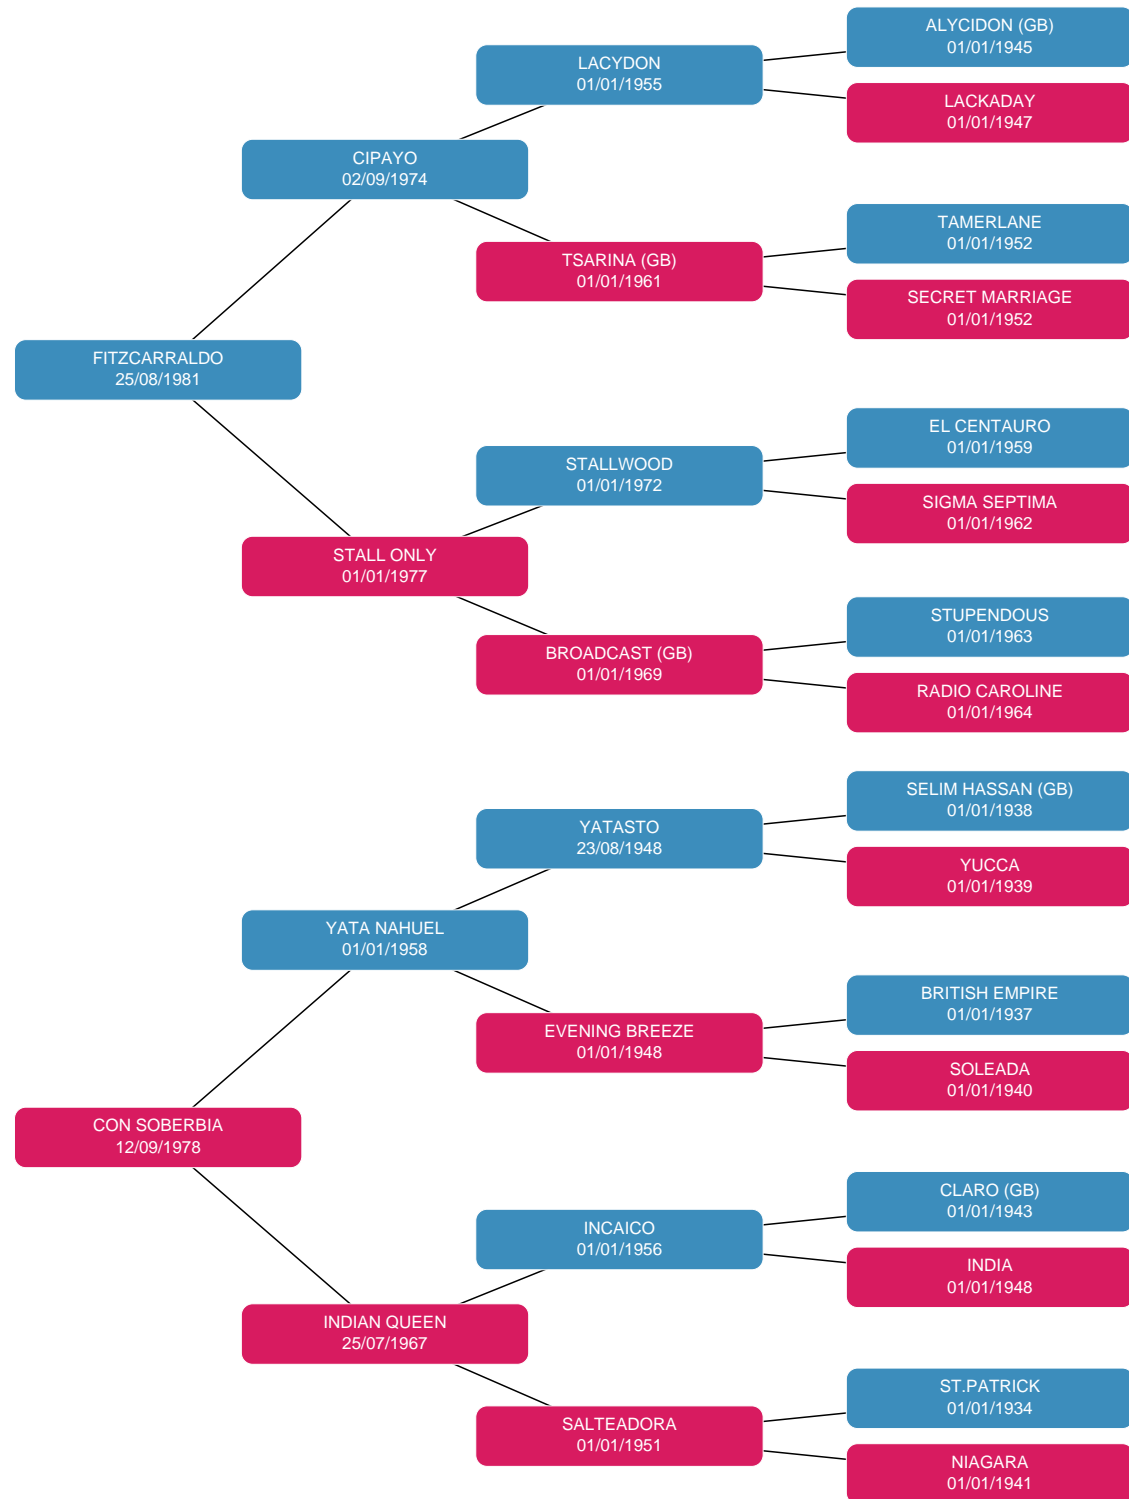 ALYCIDON (GB)
01/01/1945
LACYDON
01/01/1955
LACKADAY
01/01/1947
CIPAYO
02/09/1974
TAMERLANE
01/01/1952
TSARINA (GB)
01/01/1961
SECRET MARRIAGE
01/01/1952
FITZCARRALDO
25/08/1981
EL CENTAURO
01/01/1959
STALLWOOD
01/01/1972
SIGMA SEPTIMA
01/01/1962
STALL ONLY
01/01/1977
STUPENDOUS
01/01/1963
BROADCAST (GB)
01/01/1969
RADIO CAROLINE
01/01/1964
SELIM HASSAN (GB)
01/01/1938
YATASTO
23/08/1948
YUCCA
01/01/1939
YATA NAHUEL
01/01/1958
BRITISH EMPIRE
01/01/1937
EVENING BREEZE
01/01/1948
SOLEADA
01/01/1940
CON SOBERBIA
12/09/1978
CLARO (GB)
01/01/1943
INCAICO
01/01/1956
INDIA
01/01/1948
INDIAN QUEEN
25/07/1967
ST.PATRICK
01/01/1934
SALTEADORA
01/01/1951
NIAGARA
01/01/1941